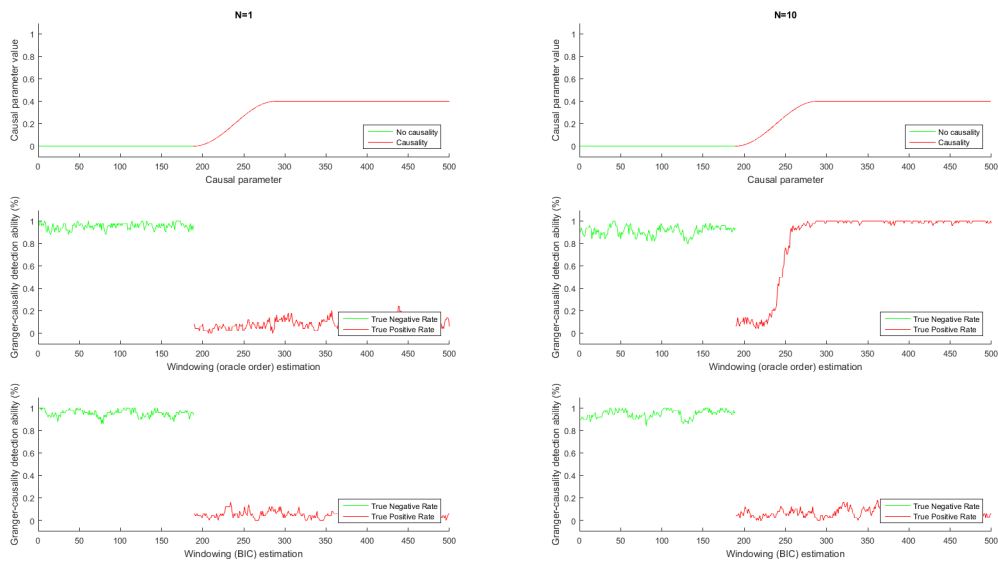 N=1
Causal parameter value
1
0.8
0.6
0.4
0.2
0
0 50 100 150 200 250 300 350 400 450 500
No causality
Causality
Causal parameter
Granger-causality detection ability (%)
1
0.8
0.6
0.4
0.2
0
0 50 100 150 200 250 300 350 400 450 500
True Negative Rate
True Positive Rate
Windowing (oracle order) estimation
Granger-causality detection ability (%)
1
0.8
0.6
0.4
0.2
0
0 50 100 150 200 250 300 350 400 450 500
True Negative Rate
True Positive Rate
Windowing (BIC) estimation
N=10
Causal parameter value
1
0.8
0.6
0.4
0.2
0
0 50 100 150 200 250 300 350 400 450 500
No causality
Causality
Causal parameter
Granger-causality detection ability (%)
1
0.8
0.6
0.4
0.2
0
0 50 100 150 200 250 300 350 400 450 500
True Negative Rate
True Positive Rate
Windowing (oracle order) estimation
Granger-causality detection ability (%)
1
0.8
0.6
0.4
0.2
0
0 50 100 150 200 250 300 350 400 450 500
True Negative Rate
True Positive Rate
Windowing (BIC) estimation